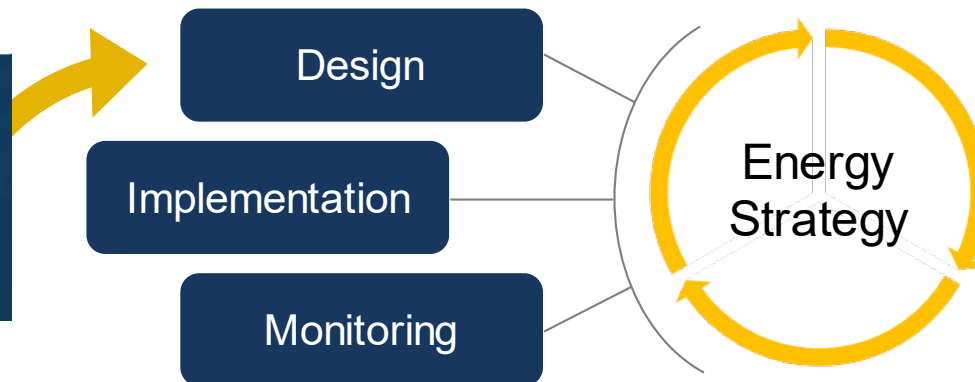 Design
Implementation
Monitoring
Energy
Strategy